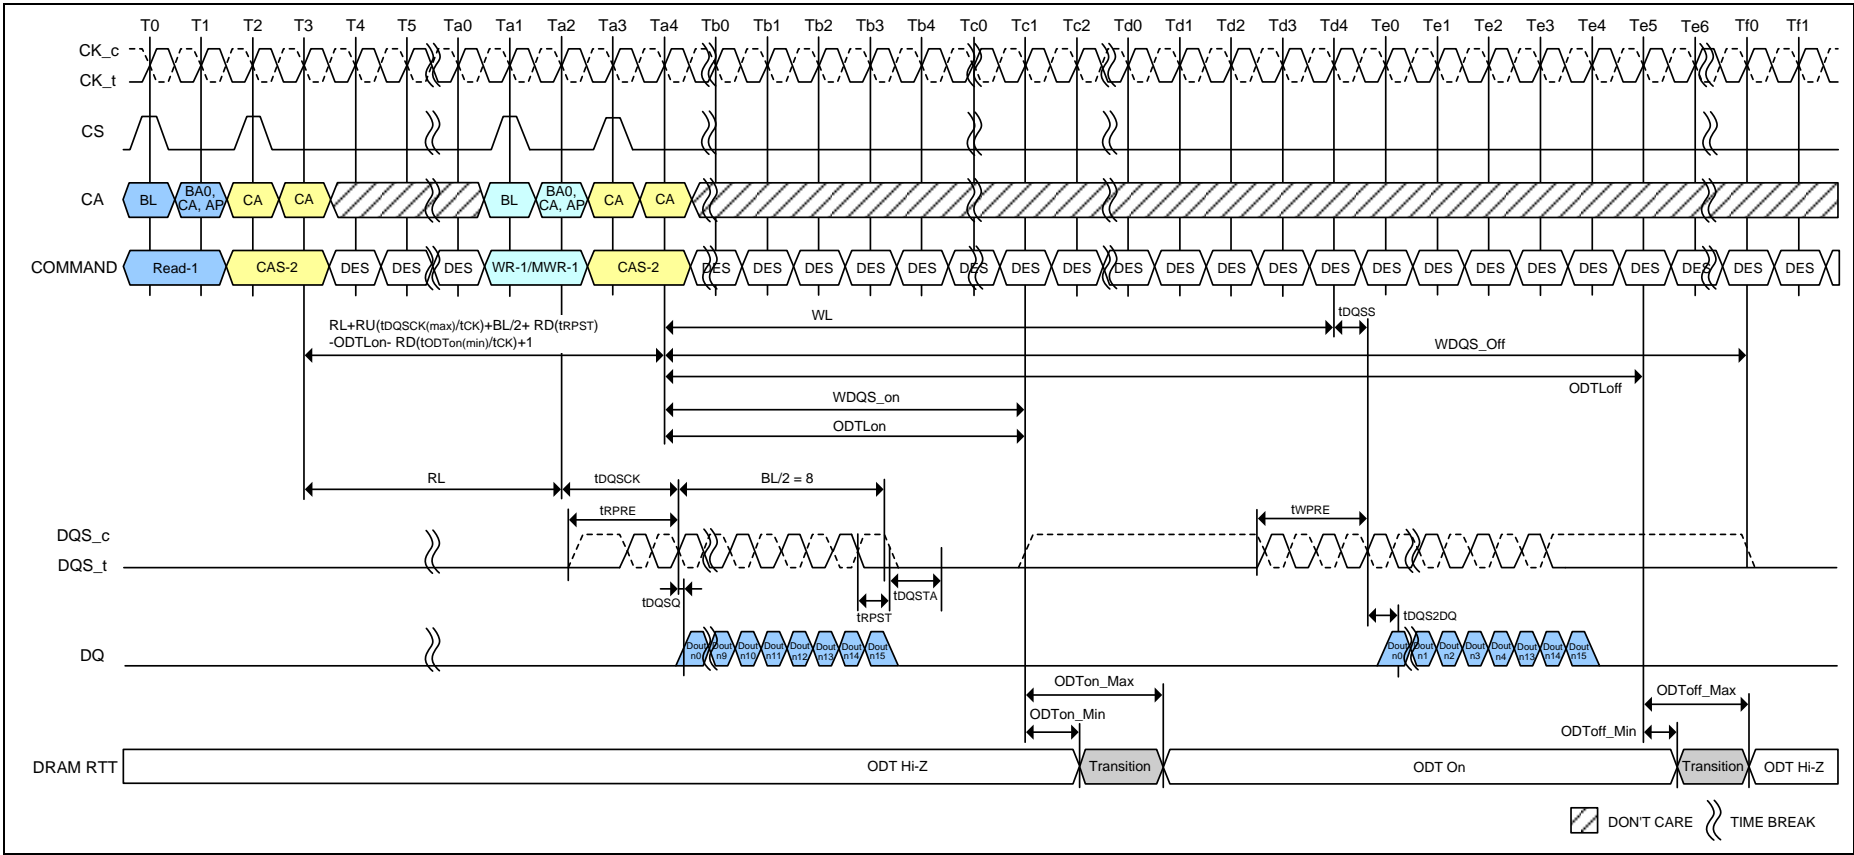 T0 T1 T2 T3 T4 T5 Ta0 Ta1 Ta2 Ta3 Ta4 Tb0 Tb1 Tb2 Tb3 Tb4 Tc0 Tc1 Tc2 Td0 Td1 Td2 Td3 Td4 Te0 Te1 Te2 Te3 Te4 Te5 Te6 Tf0 Tf1
CK_c
CK_t
CS
CA BL BA0, CA, AP CA CA BL BA0, CA, AP CA CA
COMMAND Read-1 CAS-2 DES DES DES WR-1/MWR-1 CAS-2 DES DES DES DES DES DES DES DES DES DES DES DES DES DES DES DES DES DES DES DES DES DES
WL tDQSS
RL+RU(tDQSCK(max)/tCK)+BL/2+ RD(tRPST)
-ODTLon- RD(tODTon(min)/tCK)+1
WDQS_Off
ODTLoff
WDQS_on
ODTLon
RL tDQSCK BL/2 = 8
tRPRE tWPRE
DQS_c
DQS_t
tDQSQ tRPST tDQSTA tDQS2DQ
DQ Dout n0 Dout n9 Dout n10 Dout n11 Dout n12 Dout n13 Dout n14 Dout n15 Dout n0 Dout n1 Dout n2 Dout n3 Dout n4 Dout n13 Dout n14 Dout n15
ODTon_Max ODToff_Max
ODTon_Min ODToff_Min
DRAM RTT ODT Hi-Z Transition ODT On Transition ODT Hi-Z
DON'T CARE TIME BREAK